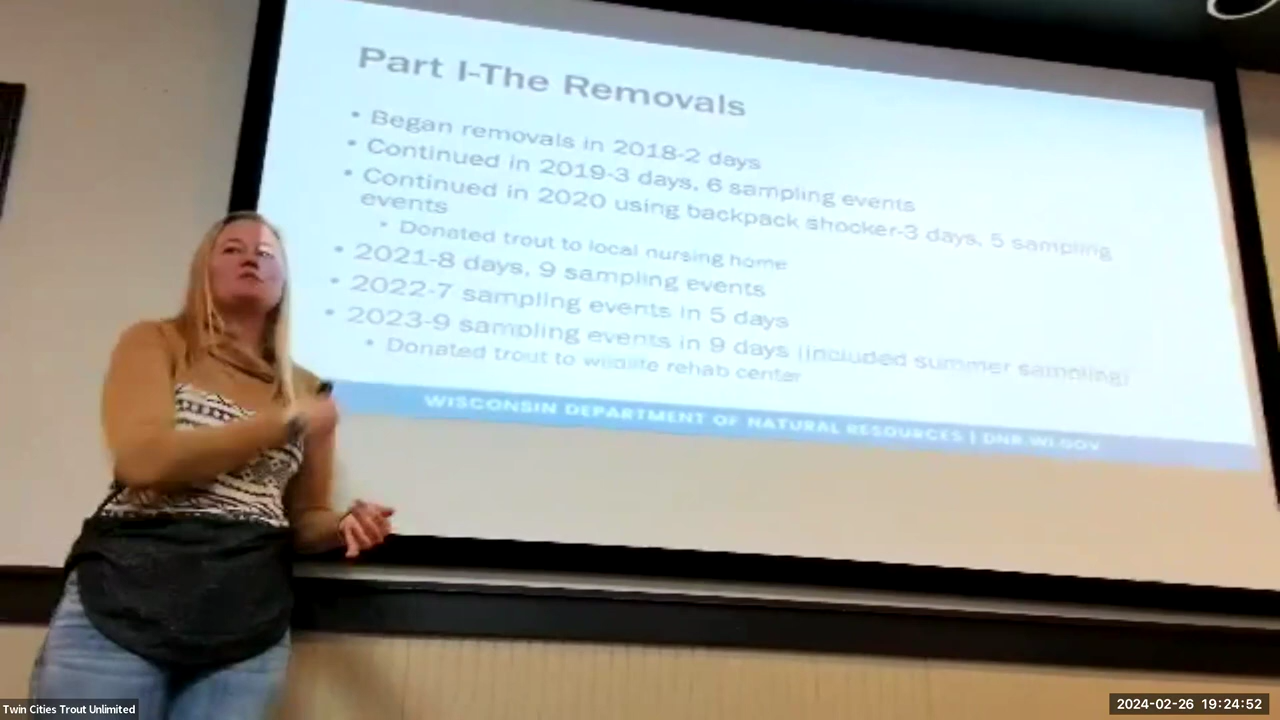 Part I-The Removals
• Began removals in 2018-2 days
• Continued in 2019-3 days, 6 sampling events
• Continued in 2020 using backpack shocker-3 days, 5 sampling
events
• Donated trout to local nursing home
• 2021-8 days, 9 sampling events
• 2022-7 sampling events in 5 days
• 2023-9 sampling events in 9 days (included summer sampling)
• Donated trout to wildlife rehab center
WISCONSIN DEPARTMENT OF NATURAL RESOURCES | DNR.WI.GOV
Twin Cities Trout Unlimited
2024-02-26 19:24:52